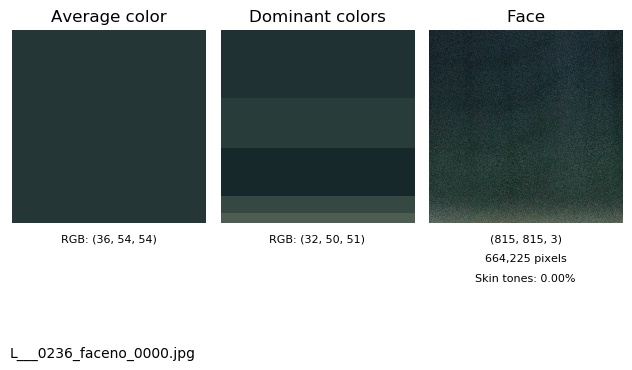 Average color
Dominant colors
Face
RGB: (36, 54, 54)
RGB: (32, 50, 51)
(815, 815, 3)
664,225 pixels
Skin tones: 0.00%
L___0236_faceno_0000.jpg